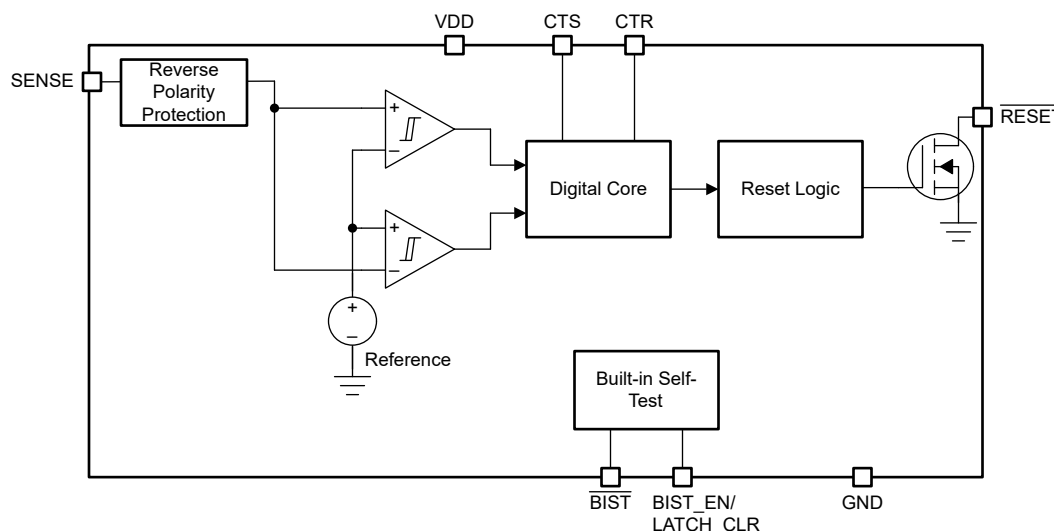 VDD
CTS
CTR
SENSE
Reverse
Polarity
Protection
RESET
+
−
Digital Core
Reset Logic
+
−
+
−
Reference
Built-in Self-
Test
BIST
BIST_EN/
LATCH_CLR
GND